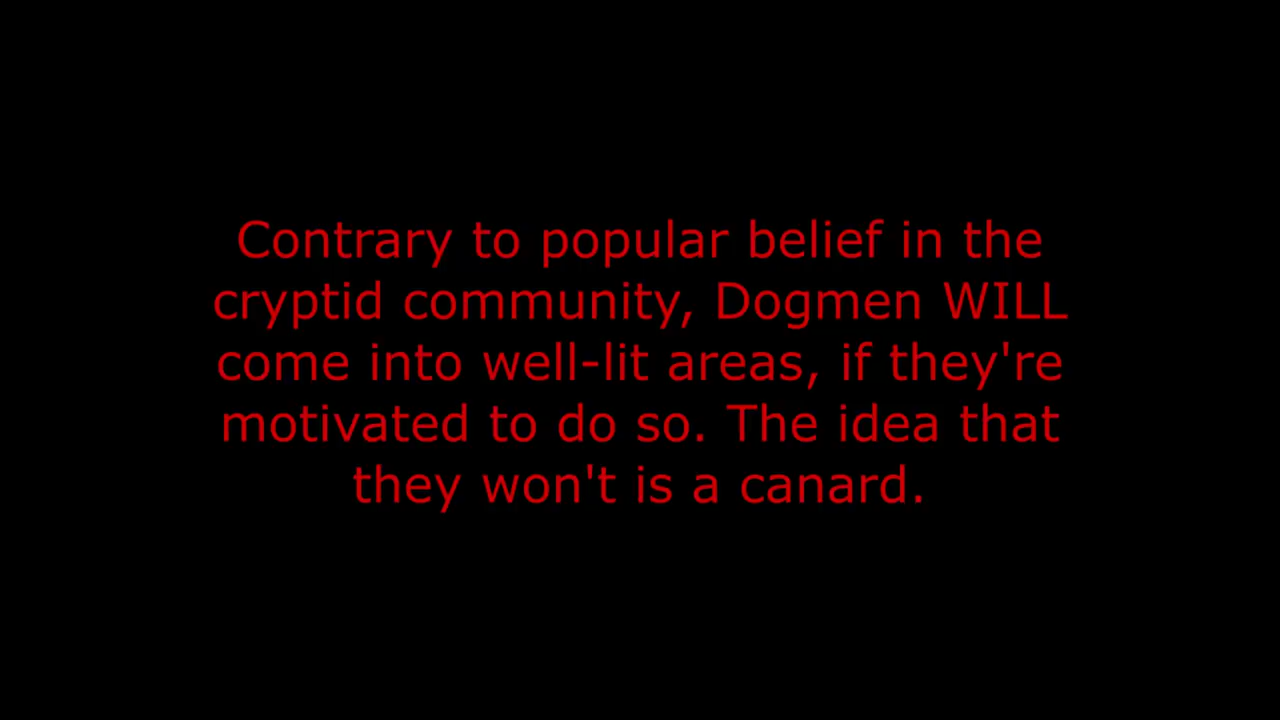 Contrary to popular belief in the
cryptid community, Dogmen WILL
come into well-lit areas, if they're
motivated to do so. The idea that
they won't is a canard.